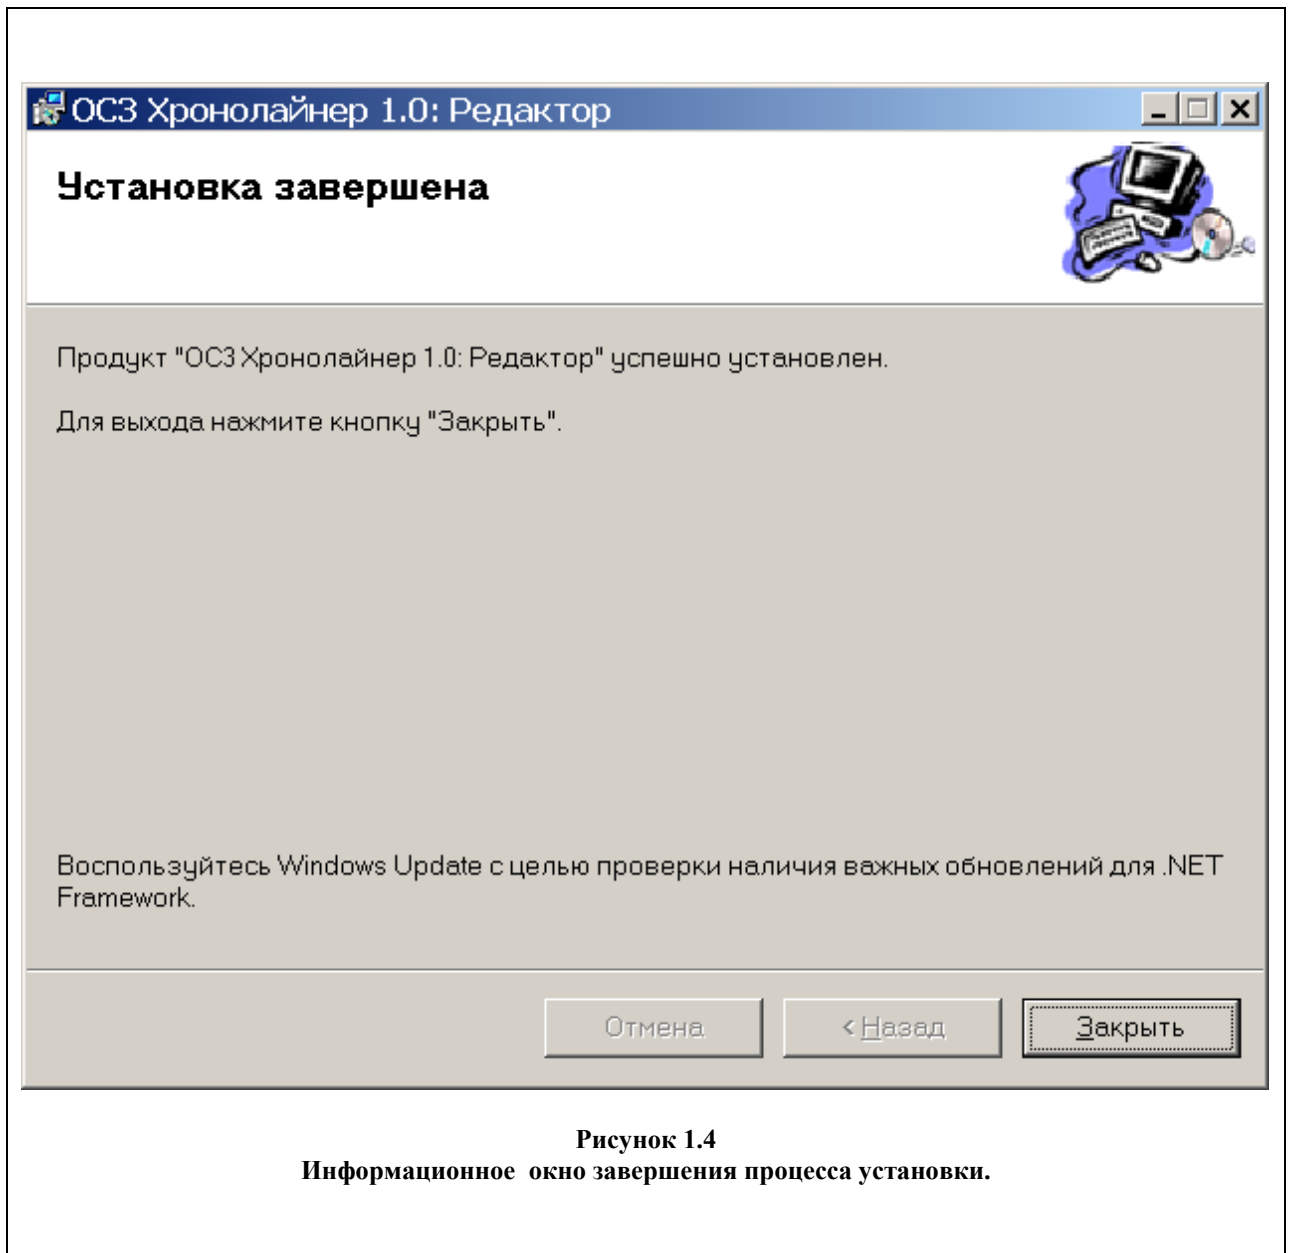 ОСЗ Хронолайнер 1.0: Редактор
Установка завершена
Продукт "ОСЗ Хронолайнер 1.0: Редактор" успешно установлен.
Для выхода нажмите кнопку "Закрыть".
Воспользуйтесь Windows Update с целью проверки наличия важных обновлений для .NET
Framework.
Отмена
< Назад
Закрыть
Рисунок 1.4
Информационное окно завершения процесса установки.